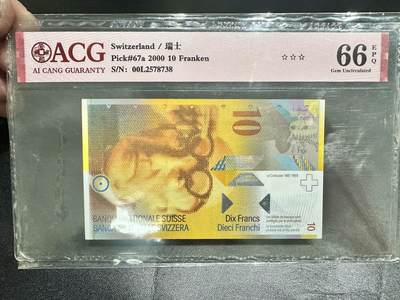 ACG
AI CANG GUARANTY
Switzerland / 瑞士
Pick#67a 2000 10 Franken
S/N: 00L2578738
☆☆☆
66 EPQ
Gem Uncirculated
10
Le Corbusier 1887-1965
BANQUE NATIONALE SUISSE
BANCA NAZIONALE SVIZZERA
Dix Francs
Dieci Franchi
10